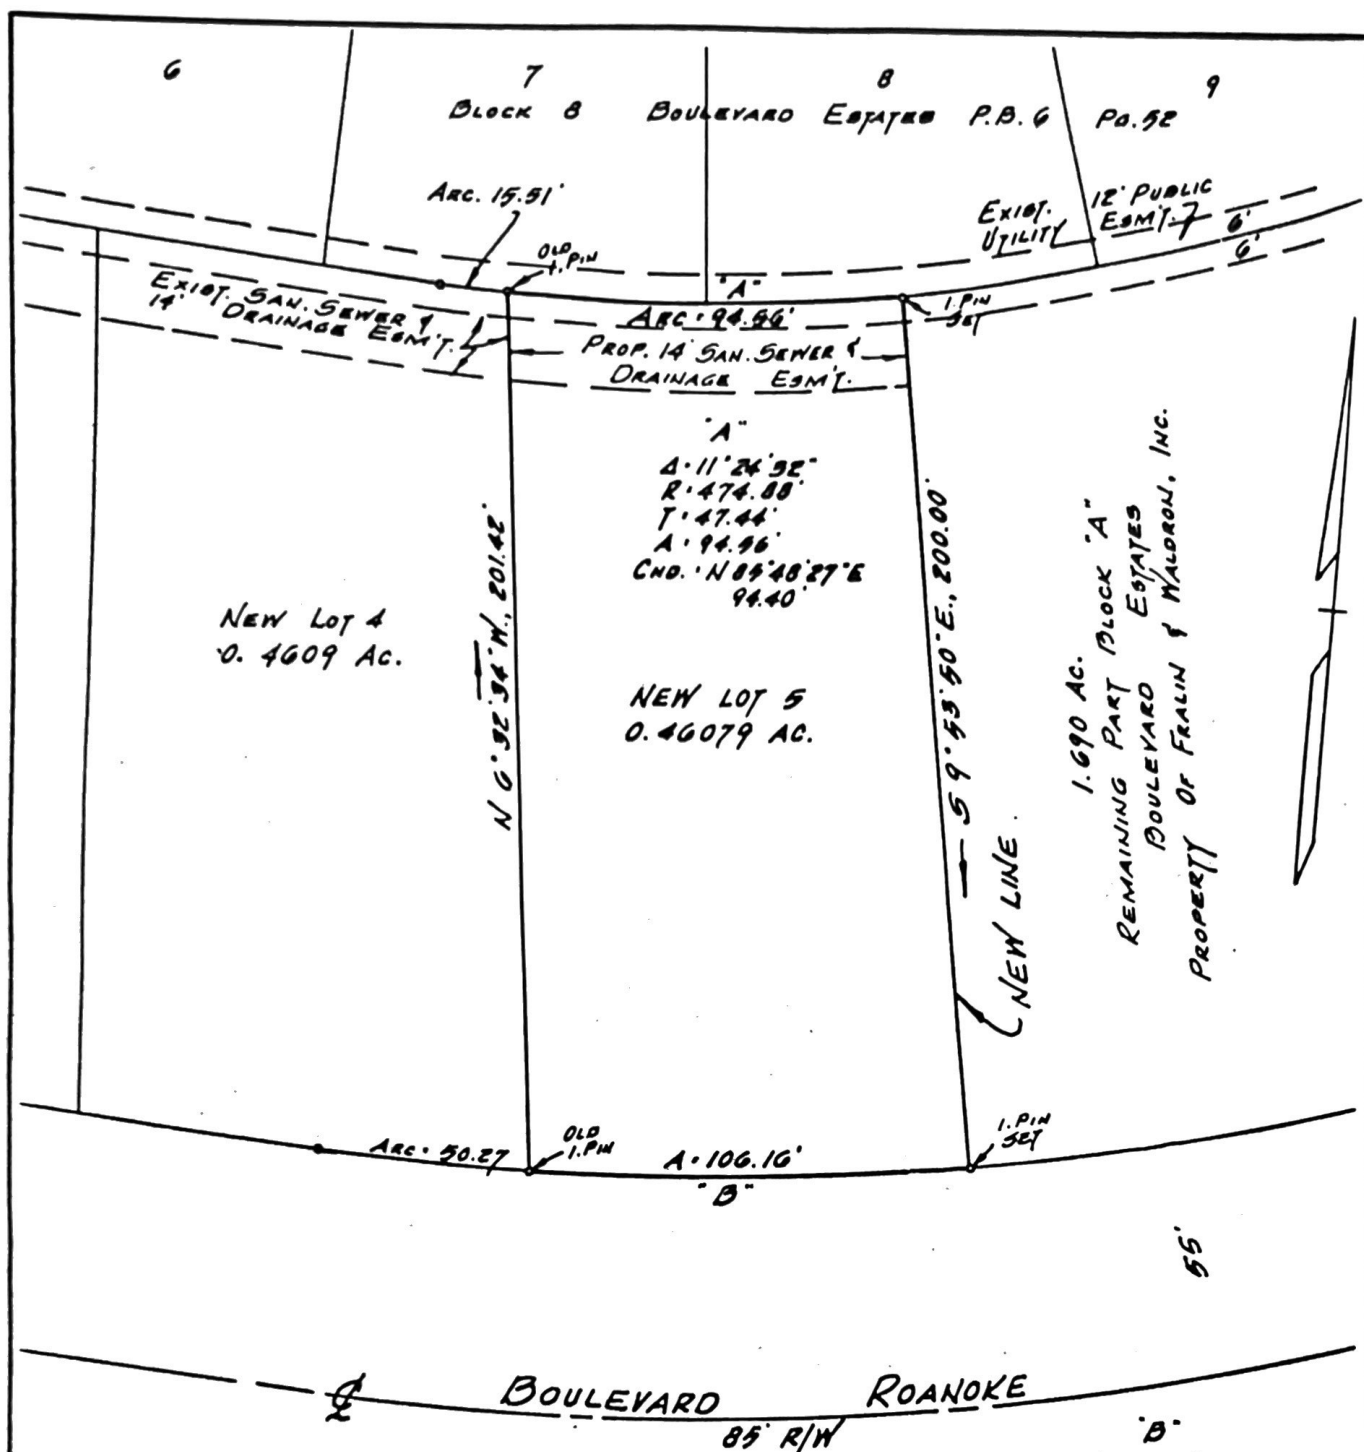 6
7
8
9
BLOCK 8 BOULEVARD ESTATES P.B. 6 PG. 52
ARC. 15.51'
EXIST. 12' PUBLIC
UTILITY ESM'T.
6'
6'
OLD
I. PIN
"A"
ARC · 94.56'
I. PIN
SET
EXIST. SAN. SEWER &
14' DRAINAGE ESM'T.
PROP. 14' SAN. SEWER &
DRAINAGE ESM'T.
"A"
Δ · 11° 24' 32"
R · 474.88'
T · 47.44'
A · 94.56'
CHD. · N 85° 48' 27" E
94.40'
NEW LOT 4
0.4609 AC.
N 6° 32' 34" W., 201.42'
NEW LOT 5
0.46079 AC.
S 9° 53' 50" E., 200.00'
NEW LINE.
1.690 AC.
REMAINING PART BLOCK "A"
BOULEVARD ESTATES
PROPERTY OF FRALIN & WALDRON, INC.
ARC · 50.27
OLD
I. PIN
A · 106.16'
"B"
I. PIN
SET
55'
℄ BOULEVARD ROANOKE
85' R/W
"B"